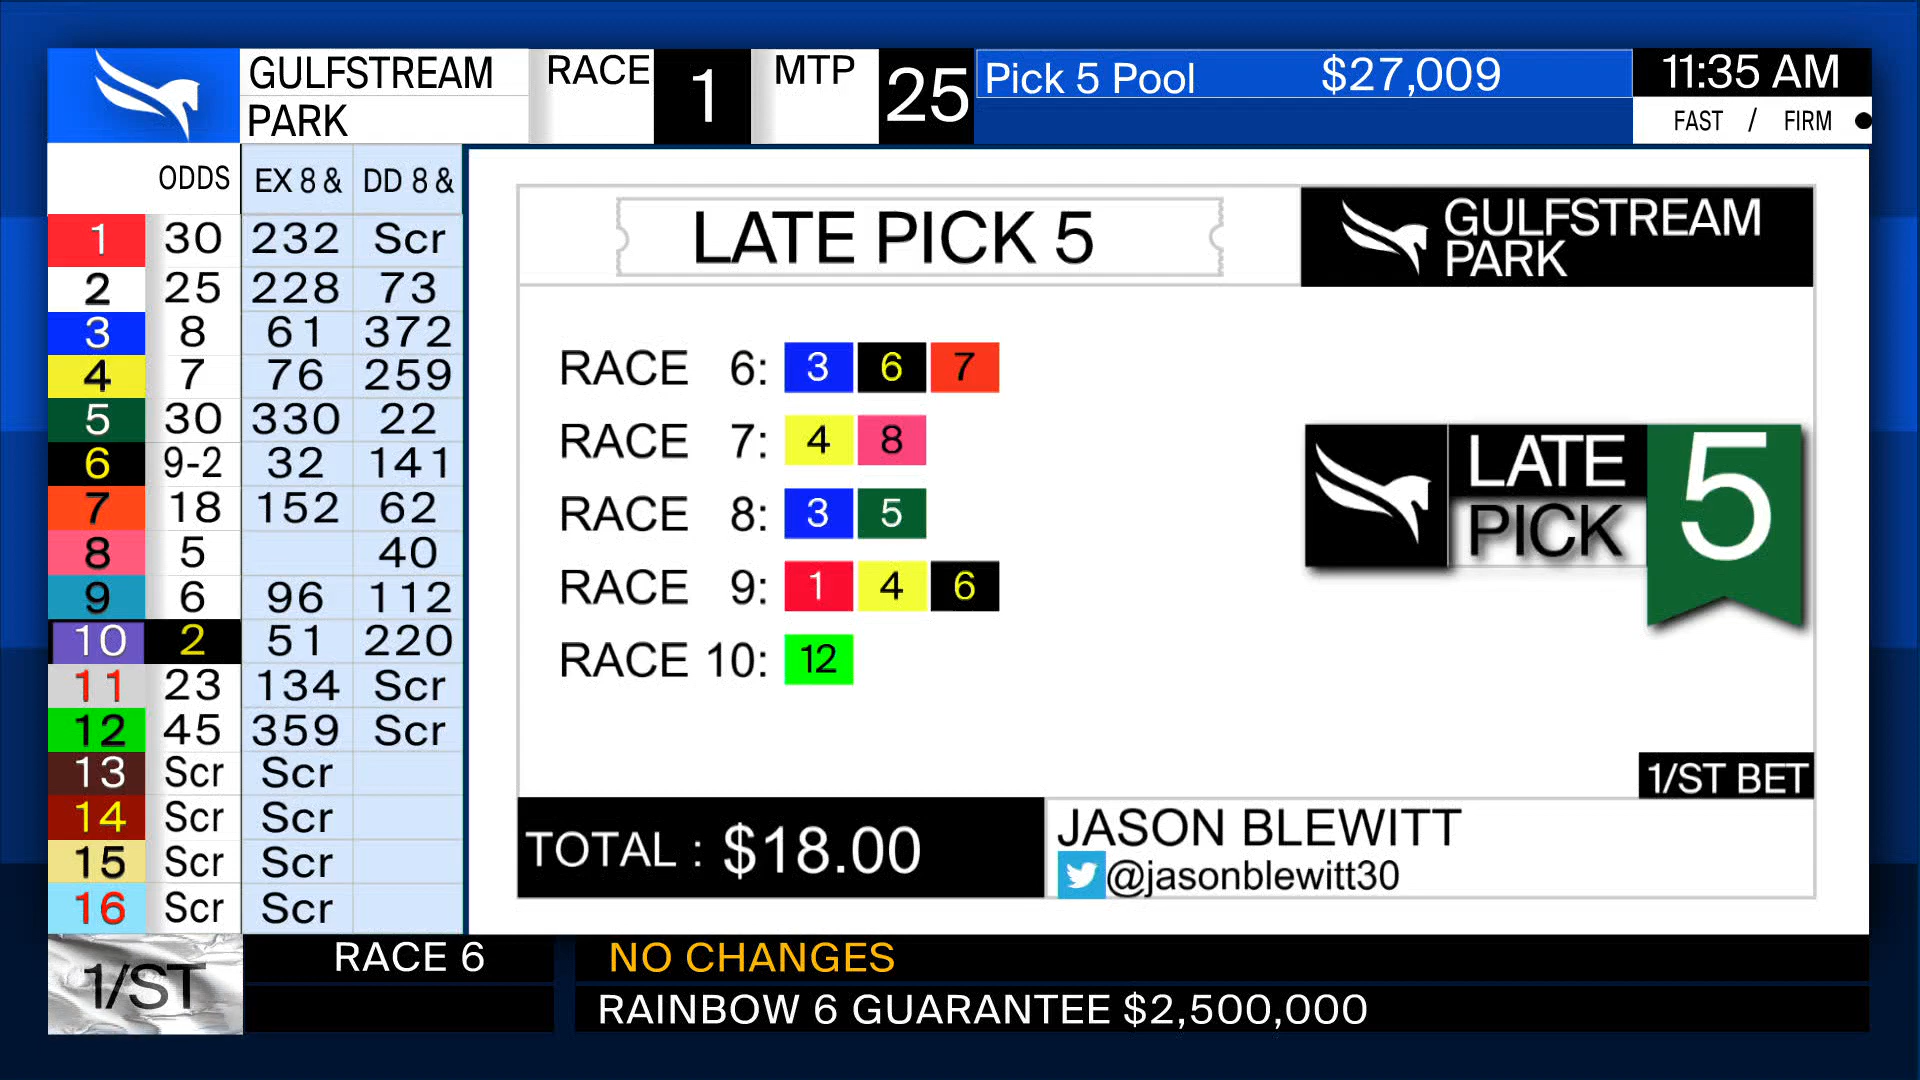 GULFSTREAM PARK
RACE 1
MTP 25
Pick 5 Pool $27,009
11:35 AM
FAST / FIRM
ODDS EX 8 & DD 8 &
1 30 232 Scr
2 25 228 73
3 8 61 372
4 7 76 259
5 30 330 22
6 9-2 32 141
7 18 152 62
8 5 40
9 6 96 112
10 2 51 220
11 23 134 Scr
12 45 359 Scr
13 Scr Scr
14 Scr Scr
15 Scr Scr
16 Scr Scr
LATE PICK 5
GULFSTREAM
PARK
RACE 6: 3 6 7
RACE 7: 4 8
RACE 8: 3 5
RACE 9: 1 4 6
RACE 10: 12
LATE
PICK
5
1/ST BET
TOTAL : $18.00
JASON BLEWITT
@jasonblewitt30
1/ST
RACE 6 NO CHANGES
RAINBOW 6 GUARANTEE $2,500,000